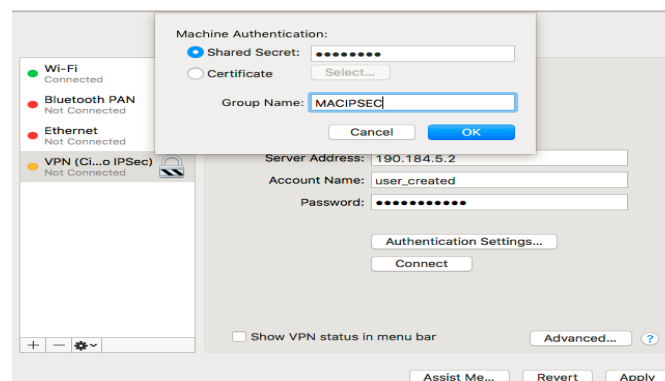 Machine Authentication:
Shared Secret: ••••••••
Certificate Select...
Group Name: MACIPSEC
Cancel OK
Wi-Fi
Connected
Bluetooth PAN
Not Connected
Ethernet
Not Connected
VPN (Ci...o IPSec)
Not Connected
Server Address: 190.184.5.2
Account Name: user_created
Password: •••••••••••
Authentication Settings...
Connect
Show VPN status in menu bar
Advanced... ?
+ −
Assist Me... Revert Apply